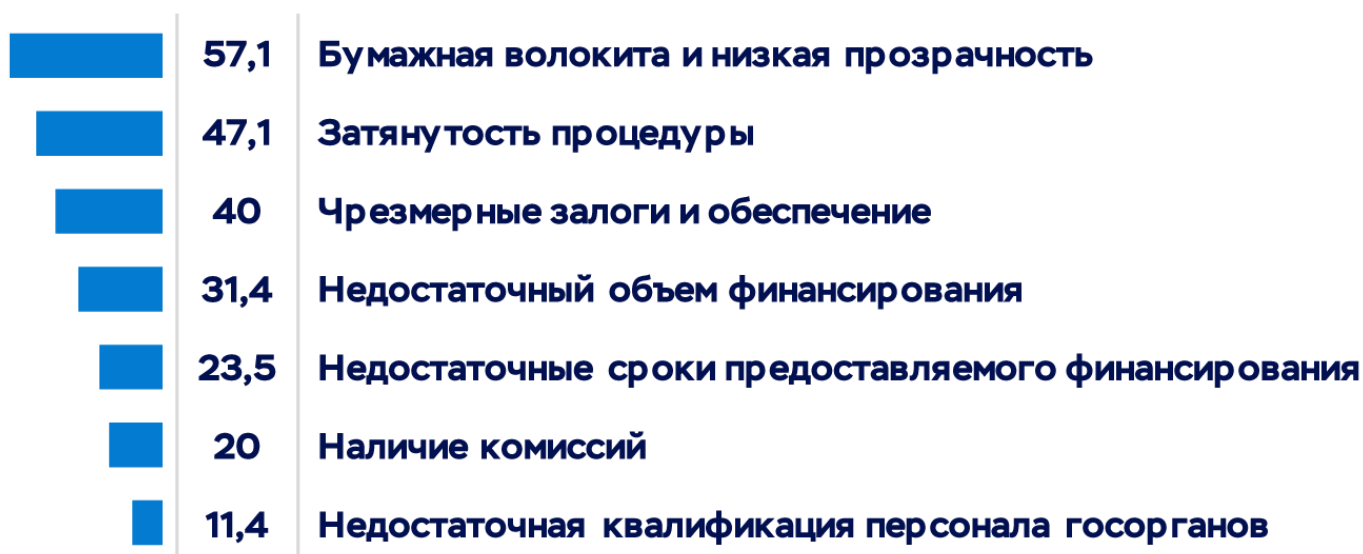 57,1 Бумажная волокита и низкая прозрачность
47,1 Затянутость процедуры
40 Чрезмерные залоги и обеспечение
31,4 Недостаточный объем финансирования
23,5 Недостаточные сроки предоставляемого финансирования
20 Наличие комиссий
11,4 Недостаточная квалификация персонала госорганов